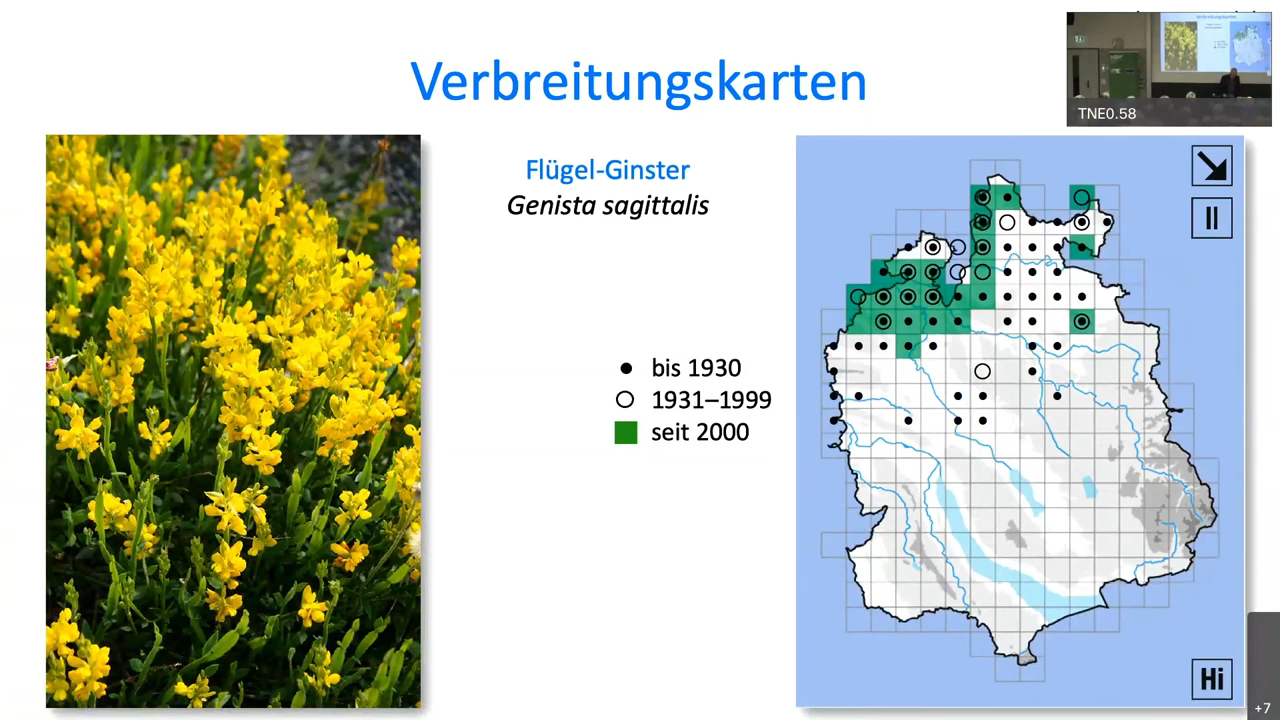 Verbreitungskarten
TNE0.58
Flügel-Ginster
Genista sagittalis
bis 1930
1931–1999
seit 2000
Hi
+7